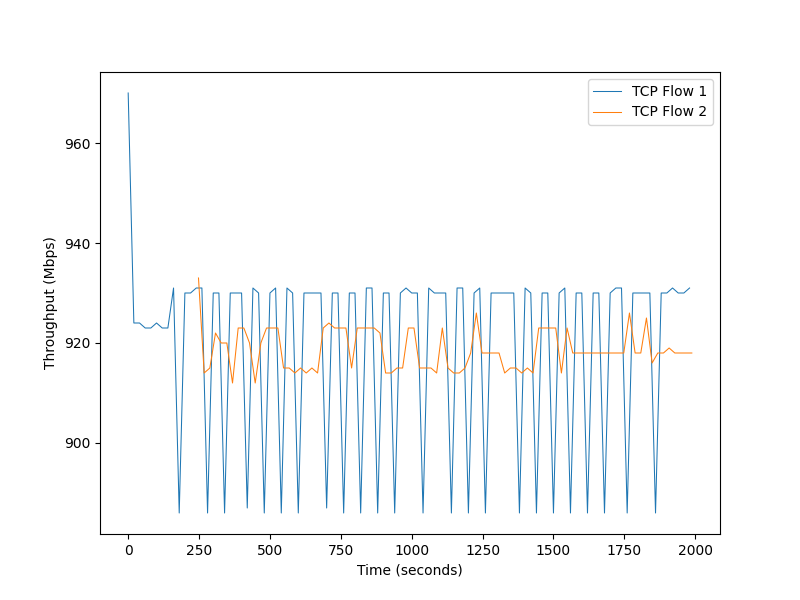 TCP Flow 1
TCP Flow 2
Throughput (Mbps)
960
940
920
900
0 250 500 750 1000 1250 1500 1750 2000
Time (seconds)